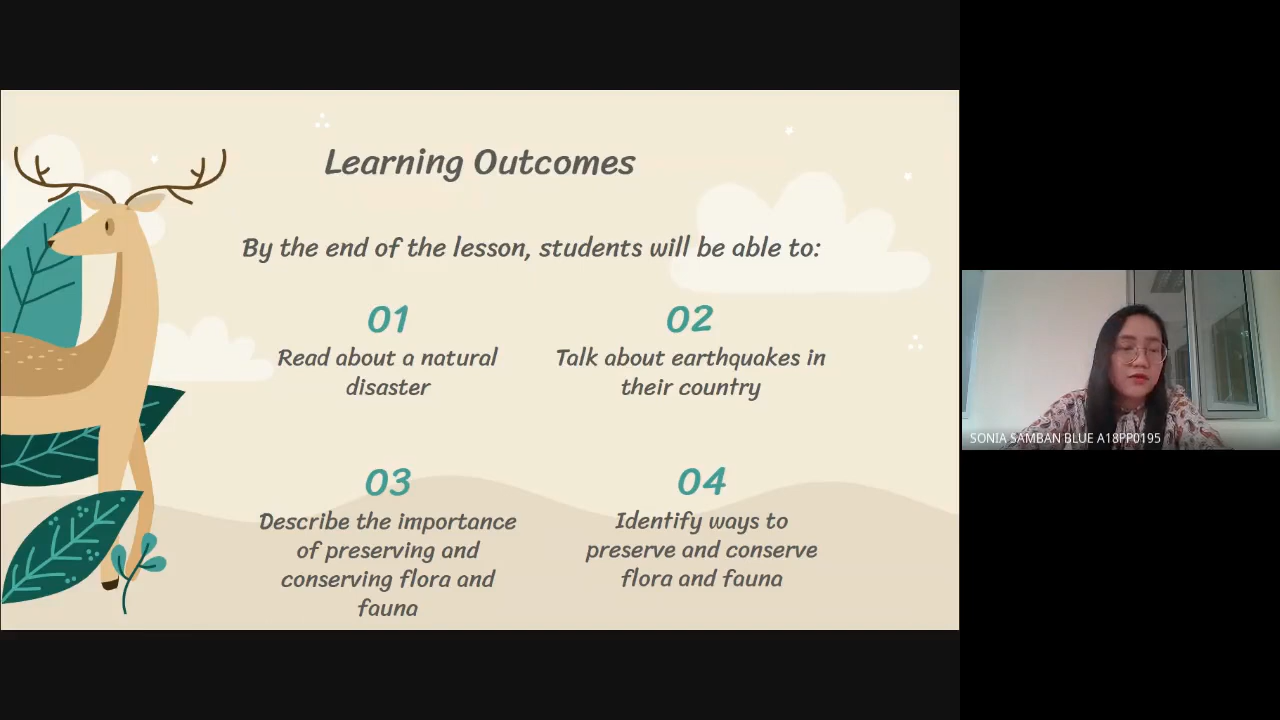 Learning Outcomes
By the end of the lesson, students will be able to:
01
Read about a natural
disaster
02
Talk about earthquakes in
their country
03
Describe the importance
of preserving and
conserving flora and
fauna
04
Identify ways to
preserve and conserve
flora and fauna
SONIA SAMBAN BLUE A18PP0195